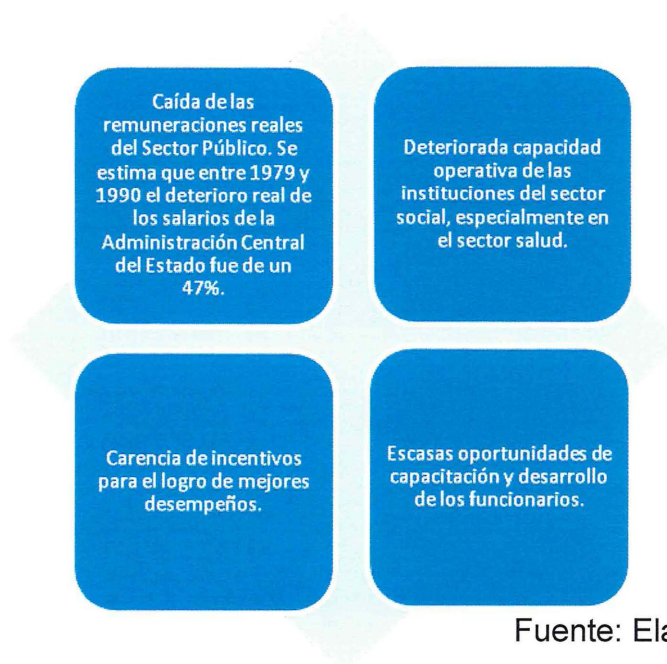 Caída de las
remuneraciones reales
del Sector Público. Se
estima que entre 1979 y
1990 el deterioro real de
los salarios de la
Administración Central
del Estado fue de un
47%.
Deteriorada capacidad
operativa de las
instituciones del sector
social, especialmente en
el sector salud.
Carencia de incentivos
para el logro de mejores
desempeños.
Escasas oportunidades de
capacitación y desarrollo
de los funcionarios.
Fuente: